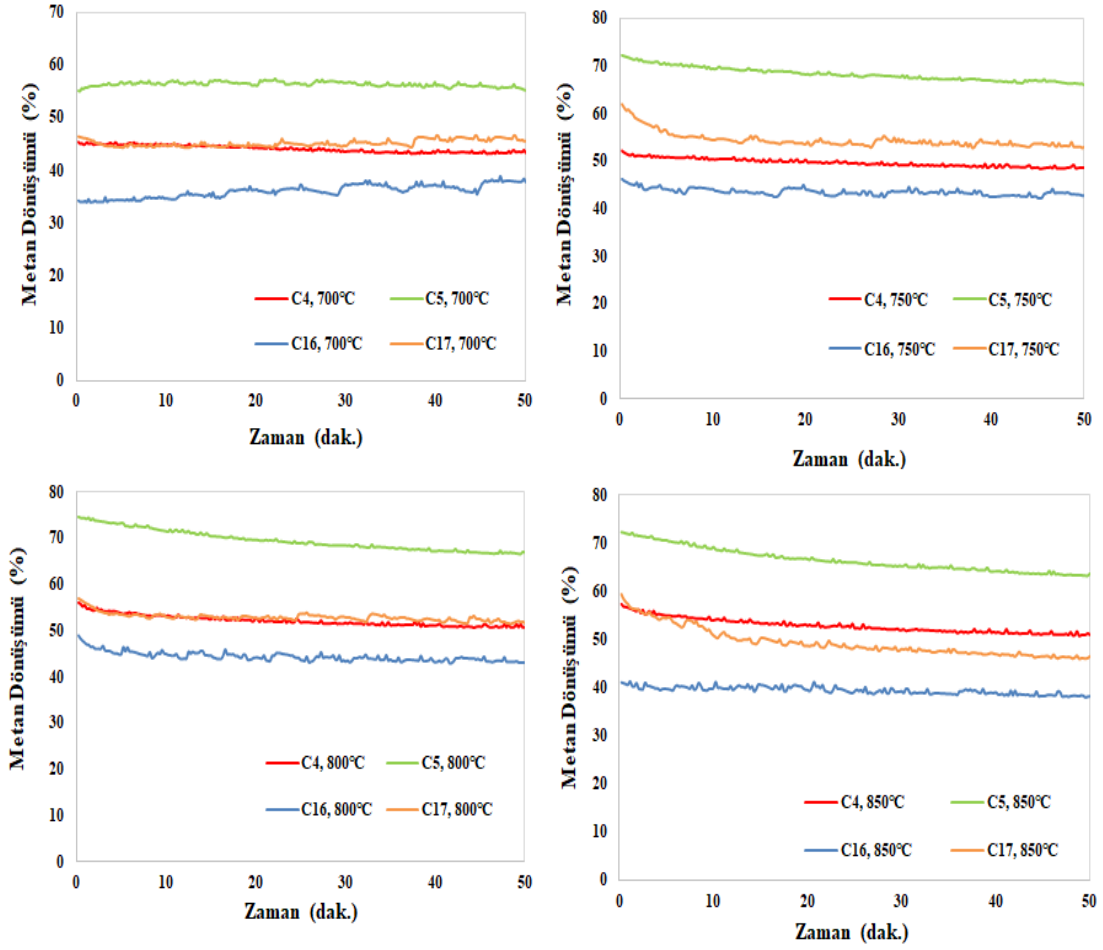 70
60
50
40
30
20
10
0
Metan Dönüşümü (%)
C4, 700°C
C5, 700°C
C16, 700°C
C17, 700°C
0 10 20 30 40 50
Zaman (dak.)
80
70
60
50
40
30
20
10
0
Metan Dönüşümü (%)
C4, 750°C
C5, 750°C
C16, 750°C
C17, 750°C
0 10 20 30 40 50
Zaman (dak.)
80
70
60
50
40
30
20
10
0
Metan Dönüşümü (%)
C4, 800°C
C5, 800°C
C16, 800°C
C17, 800°C
0 10 20 30 40 50
Zaman (dak.)
80
70
60
50
40
30
20
10
0
Metan Dönüşümü (%)
C4, 850°C
C5, 850°C
C16, 850°C
C17, 850°C
0 10 20 30 40 50
Zaman (dak.)